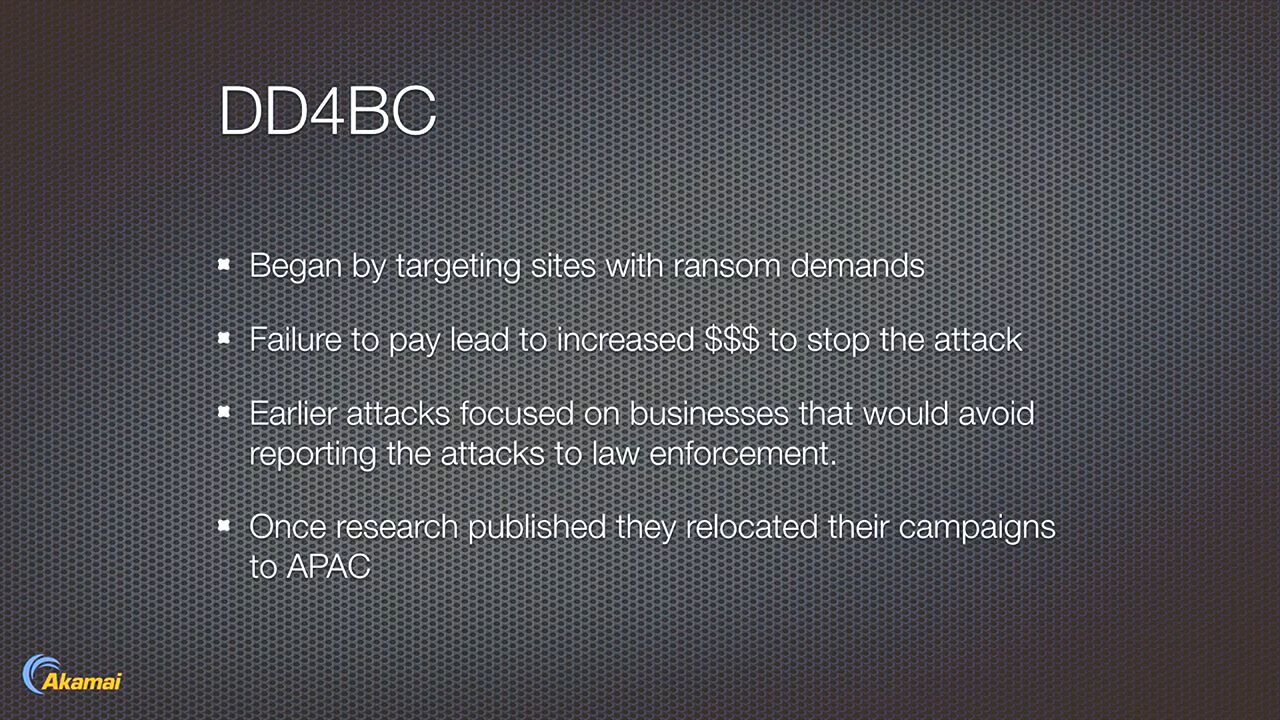 DD4BC
Began by targeting sites with ransom demands
Failure to pay lead to increased $$$ to stop the attack
Earlier attacks focused on businesses that would avoid
reporting the attacks to law enforcement.
Once research published they relocated their campaigns
to APAC
Akamai